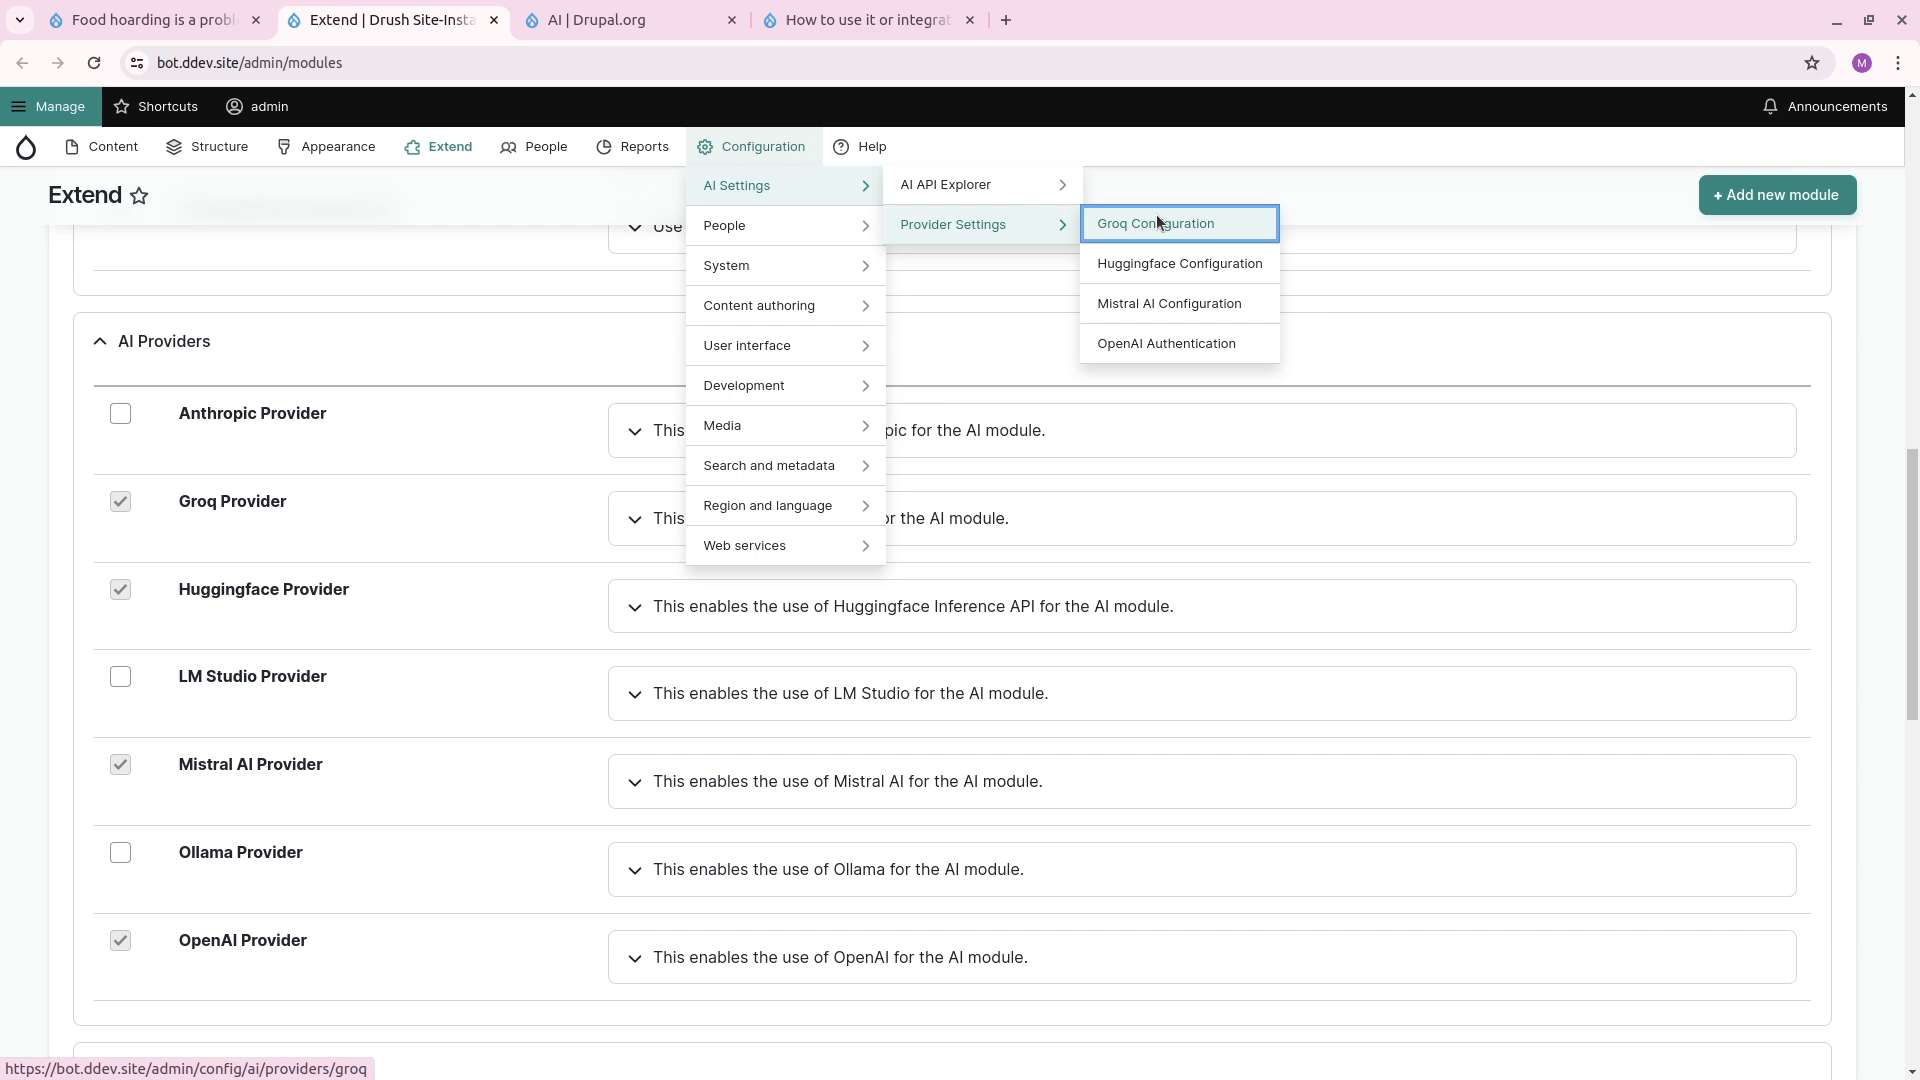 Food hoarding is a probl
Extend | Drush Site-Insta
AI | Drupal.org
How to use it or integrat
bot.ddev.site/admin/modules
M
Manage
Shortcuts
admin
Announcements
Content
Structure
Appearance
Extend
People
Reports
Configuration
Help
Extend
+ Add new module
AI Settings
People
System
Content authoring
User interface
Development
Media
Search and metadata
Region and language
Web services
AI API Explorer
Provider Settings
Groq Configuration
Huggingface Configuration
Mistral AI Configuration
OpenAI Authentication
Use
AI Providers
Anthropic Provider
This pic for the AI module.
Groq Provider
This or the AI module.
Huggingface Provider
This enables the use of Huggingface Inference API for the AI module.
LM Studio Provider
This enables the use of LM Studio for the AI module.
Mistral AI Provider
This enables the use of Mistral AI for the AI module.
Ollama Provider
This enables the use of Ollama for the AI module.
OpenAI Provider
This enables the use of OpenAI for the AI module.
https://bot.ddev.site/admin/config/ai/providers/groq